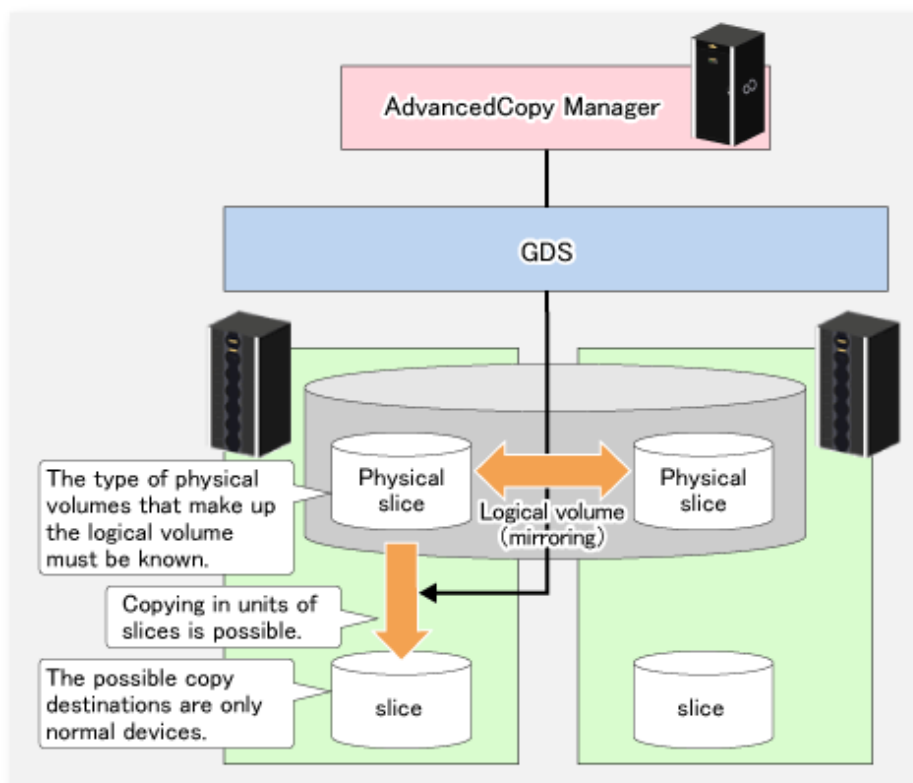 AdvancedCopy Manager
GDS
The type of physical
volumes that make up
the logical volume
must be known.
Physical
slice
Logical volume
(mirroring)
Physical
slice
Copying in units of
slices is possible.
The possible copy
destinations are only
normal devices.
slice
slice